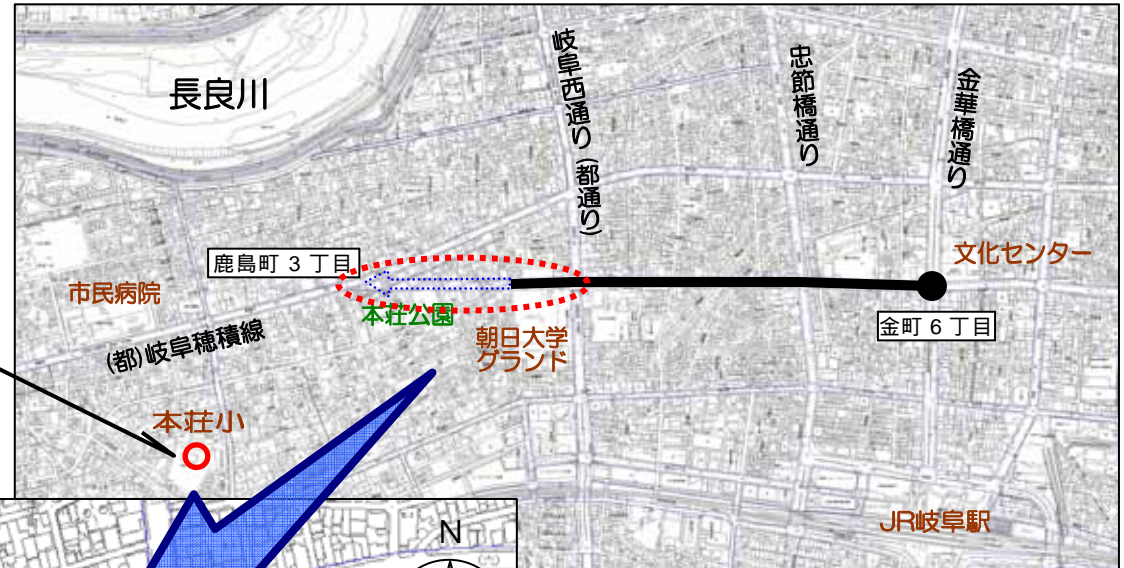 長良川
岐阜西通り（都通り）
忠節橋通り
金華橋通り
文化センター
鹿島町 3 丁目
市民病院
本荘公園
金町 6 丁目
朝日大学
グランド
(都)岐阜穂積線
本荘小
JR岐阜駅
N